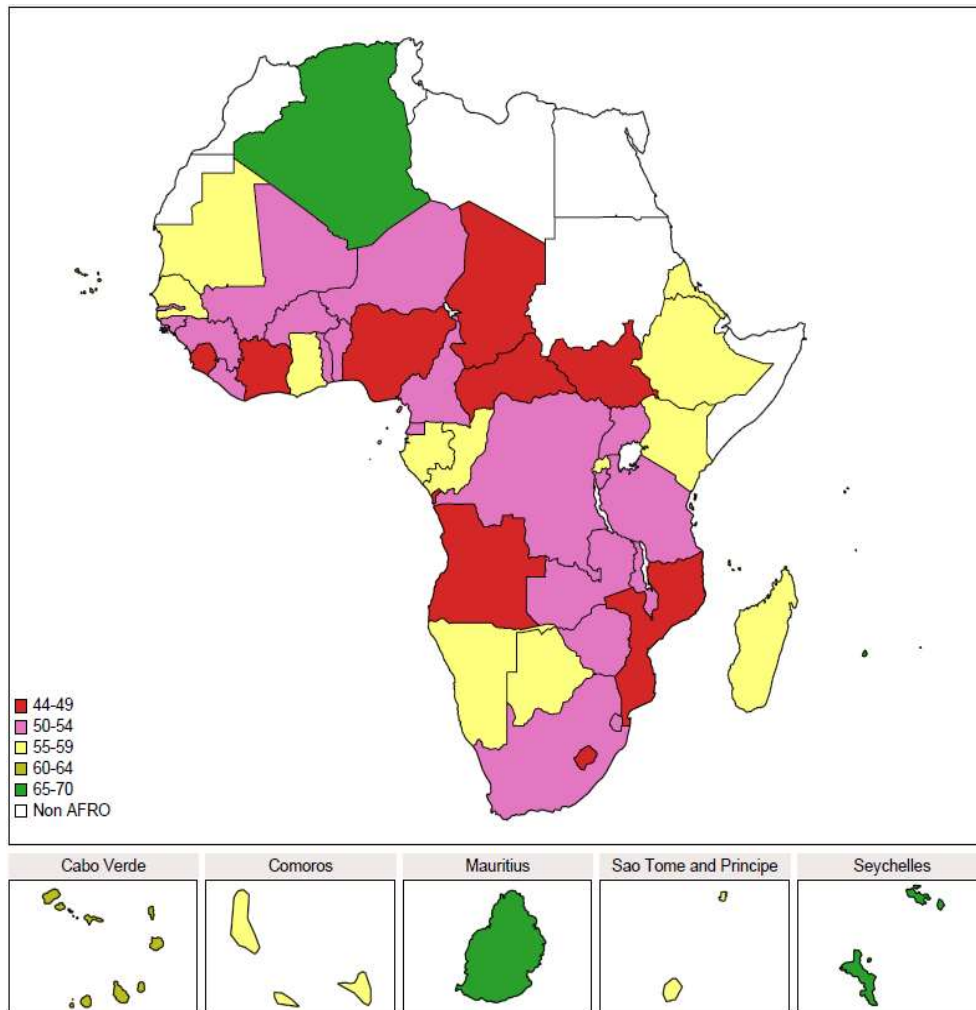 44-49
50-54
55-59
60-64
65-70
Non AFRO
Cabo Verde
Comoros
Mauritius
Sao Tome and Principe
Seychelles